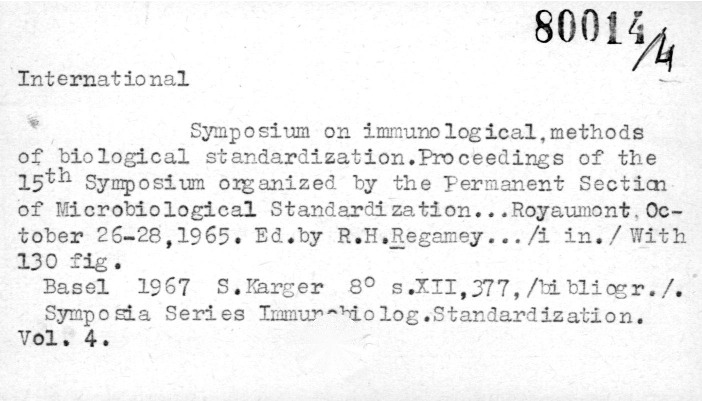 80014/4
International
Symposium on immunological,methods
of biological standardization.Proceedings of the
15th Symposium organized by the Permanent Section
of Microbiological Standardization...Royaumont,Oc-
tober 26-28,1965. Ed.by R.H.Regamey.../i in./ With
130 fig.
Basel 1967 S.Karger 8° s.XII,377,/bibliogr./.
Symposia Series Immunobiolog.Standardization.
Vol. 4.